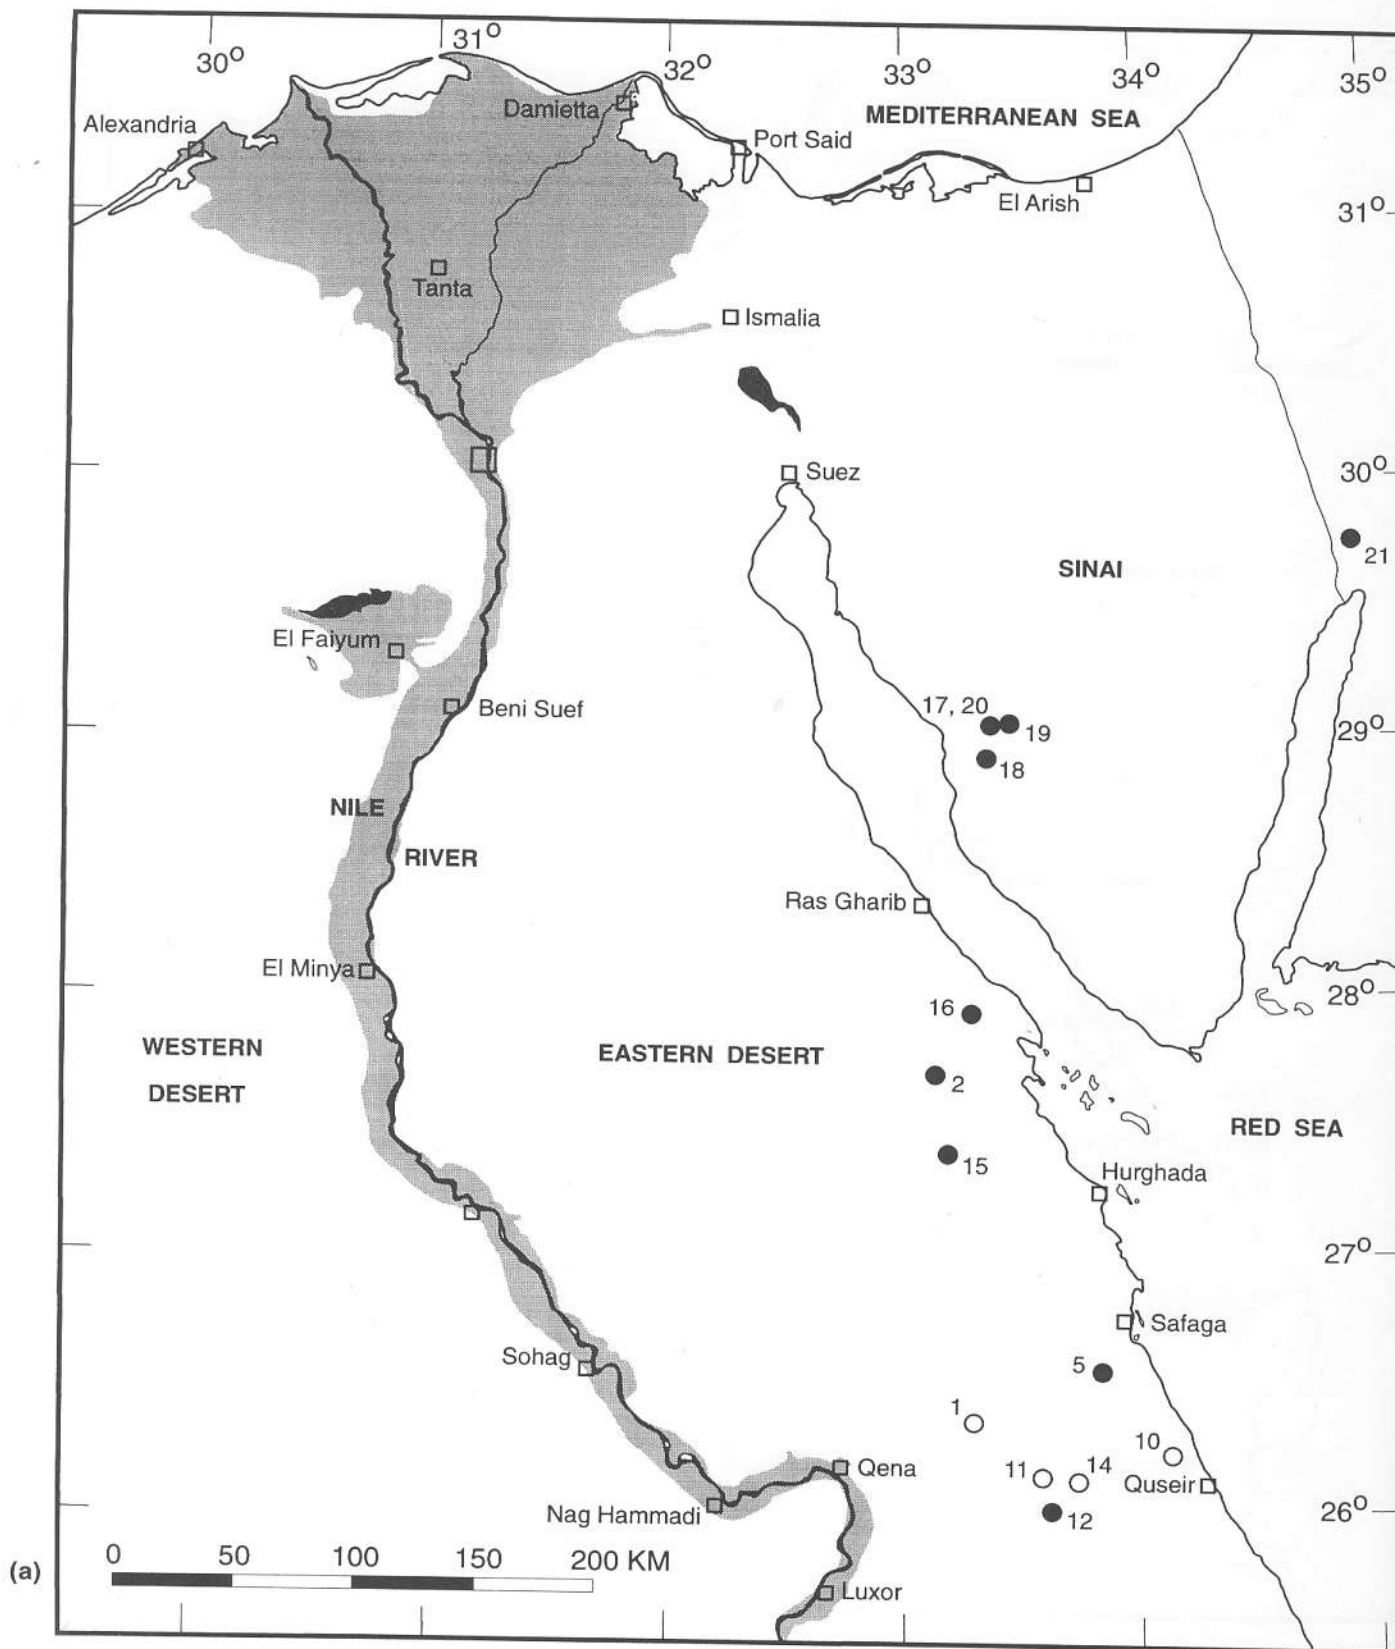 30°
31°
32°
33°
34°
35°
Alexandria
Damietta
Port Said
MEDITERRANEAN SEA
El Arish
31°
Tanta
Ismalia
Suez
30°
21
SINAI
El Faiyum
Beni Suef
17, 20
19
29°
18
NILE
RIVER
Ras Gharib
El Minya
28°
16
WESTERN
DESERT
EASTERN DESERT
2
RED SEA
15
Hurghada
27°
Safaga
Sohag
5
1
10
11
14
Qena
Quseir
Nag Hammadi
12
26°
(a)
0 50 100 150 200 KM
Luxor